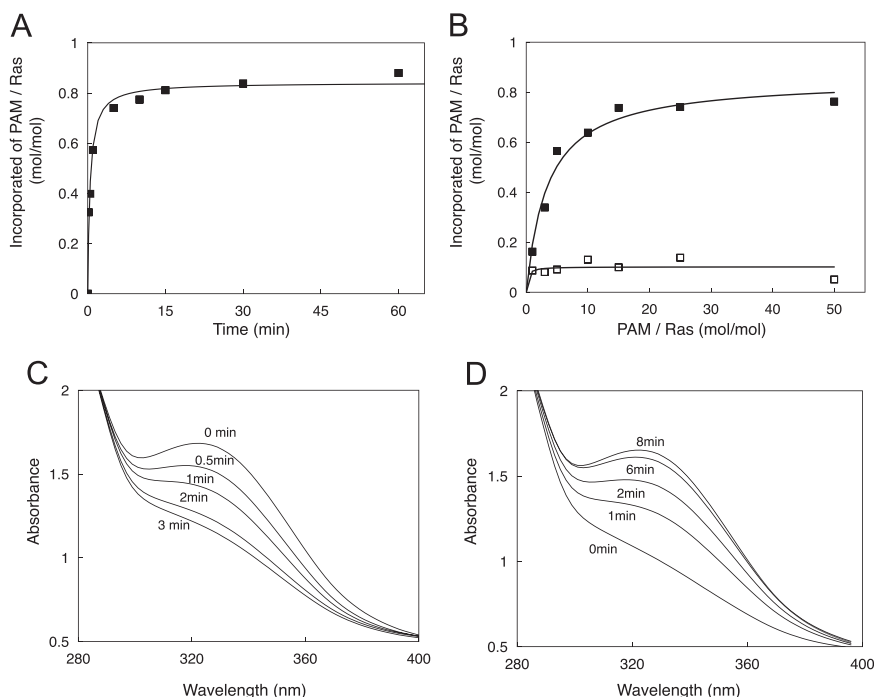 A
Incorporated of PAM / Ras
(mol/mol)
1
0.8
0.6
0.4
0.2
0
0
15
30
45
60
Time (min)
B
Incorporated of PAM / Ras
(mol/mol)
1
0.8
0.6
0.4
0.2
0
0
10
20
30
40
50
PAM / Ras (mol/mol)
C
Absorbance
2
1.5
1
0.5
0 min
0.5min
1min
2min
3 min
280
320
360
400
Wavelength (nm)
D
Absorbance
2
1.5
1
0.5
8min
6min
2min
1min
0min
280
320
360
400
Wavelength (nm)